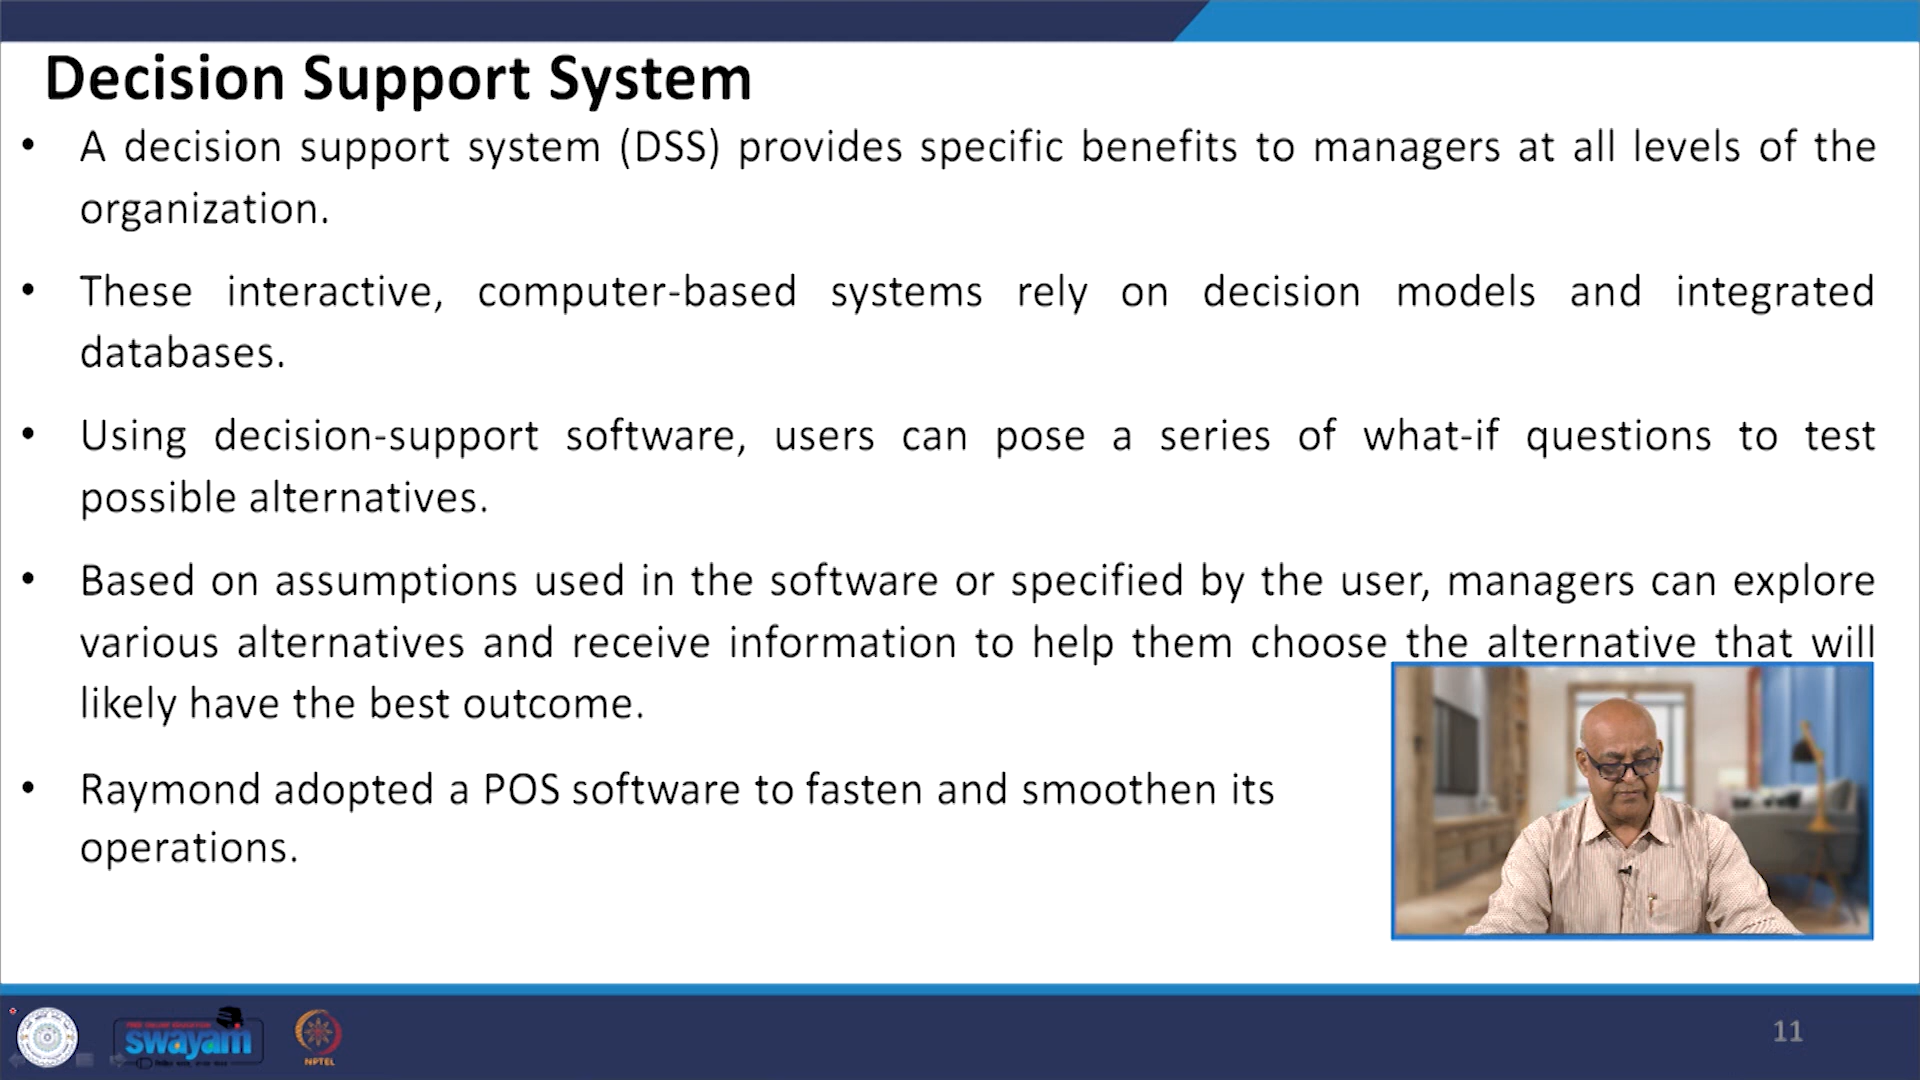 Decision Support System
• A decision support system (DSS) provides specific benefits to managers at all levels of the
organization.
• These interactive, computer-based systems rely on decision models and integrated
databases.
• Using decision-support software, users can pose a series of what-if questions to test
possible alternatives.
• Based on assumptions used in the software or specified by the user, managers can explore
various alternatives and receive information to help them choose the alternative that will
likely have the best outcome.
• Raymond adopted a POS software to fasten and smoothen its
operations.
FREE ONLINE EDUCATION
swayam
NPTEL
11